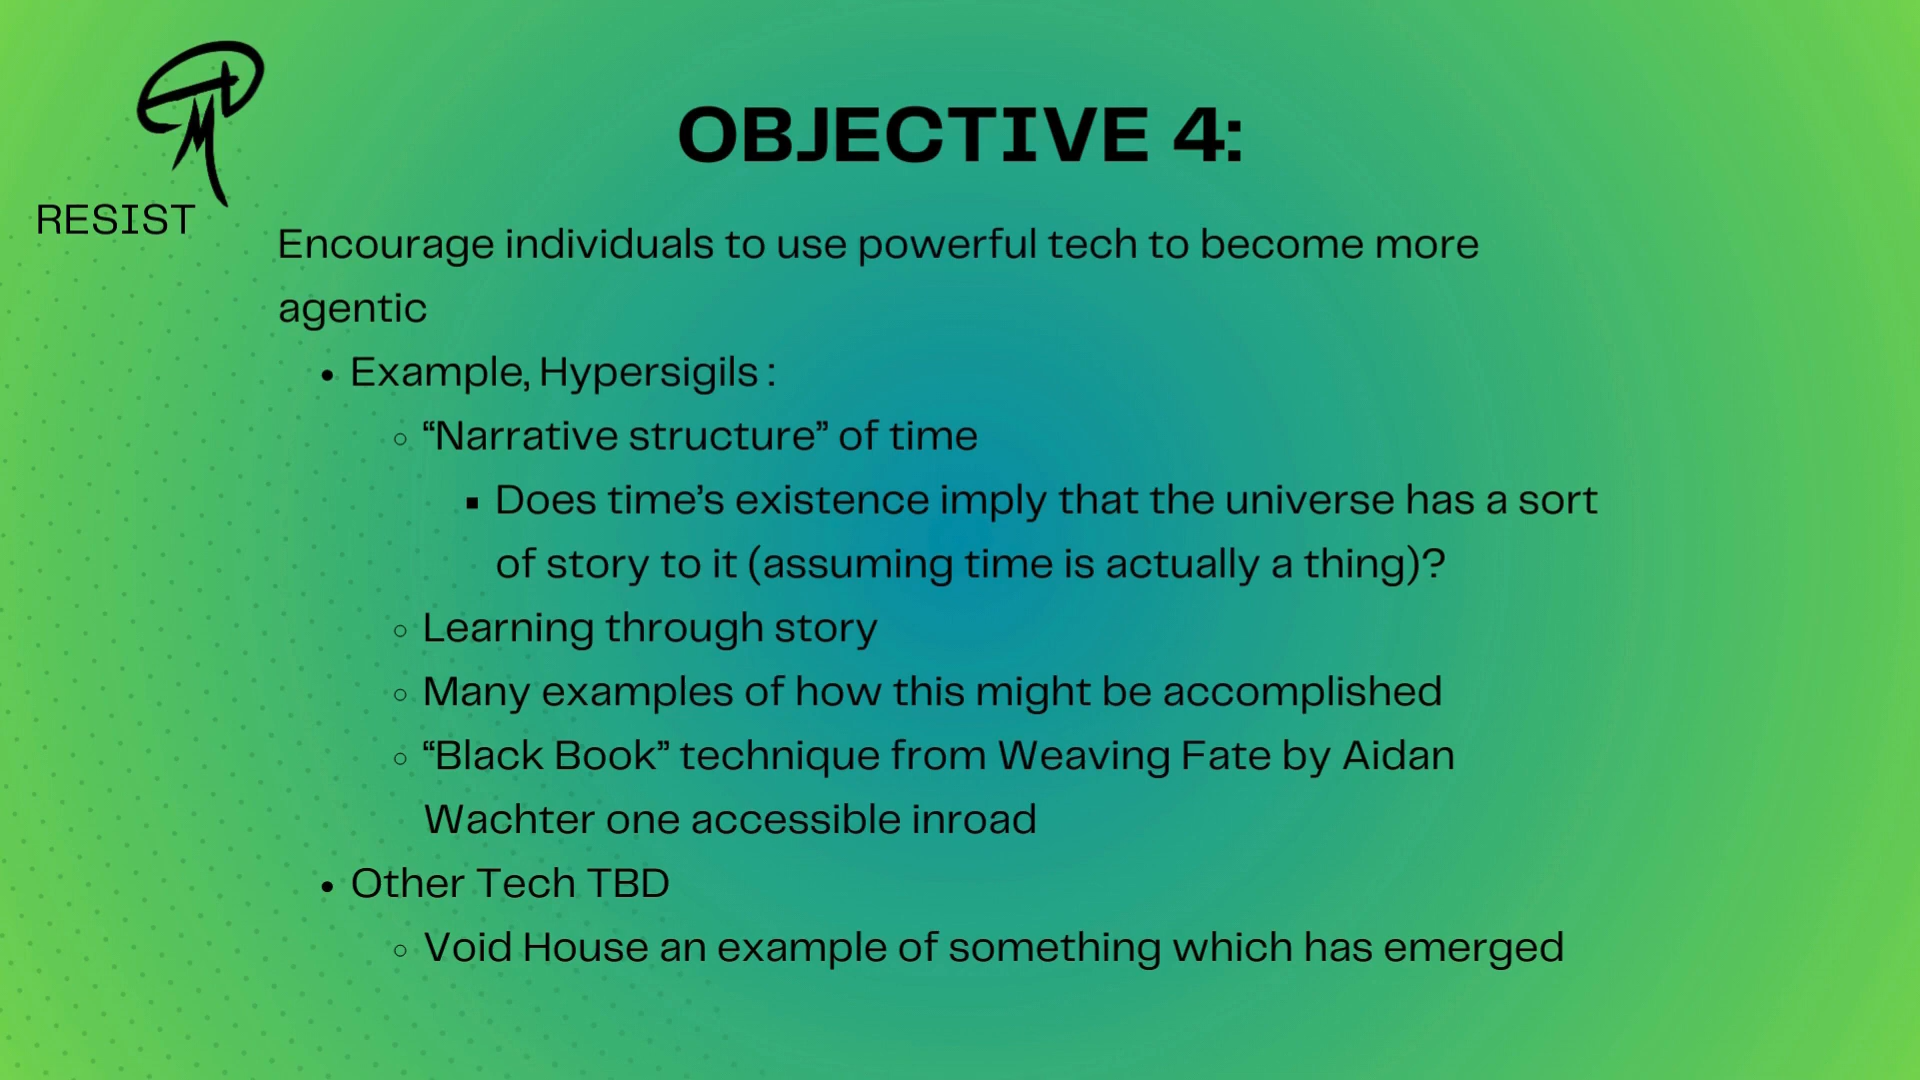 RESIST
OBJECTIVE 4:
Encourage individuals to use powerful tech to become more
agentic
• Example, Hypersigils :
◦ “Narrative structure” of time
▪ Does time’s existence imply that the universe has a sort
of story to it (assuming time is actually a thing)?
◦ Learning through story
◦ Many examples of how this might be accomplished
◦ “Black Book” technique from Weaving Fate by Aidan
Wachter one accessible inroad
• Other Tech TBD
◦ Void House an example of something which has emerged